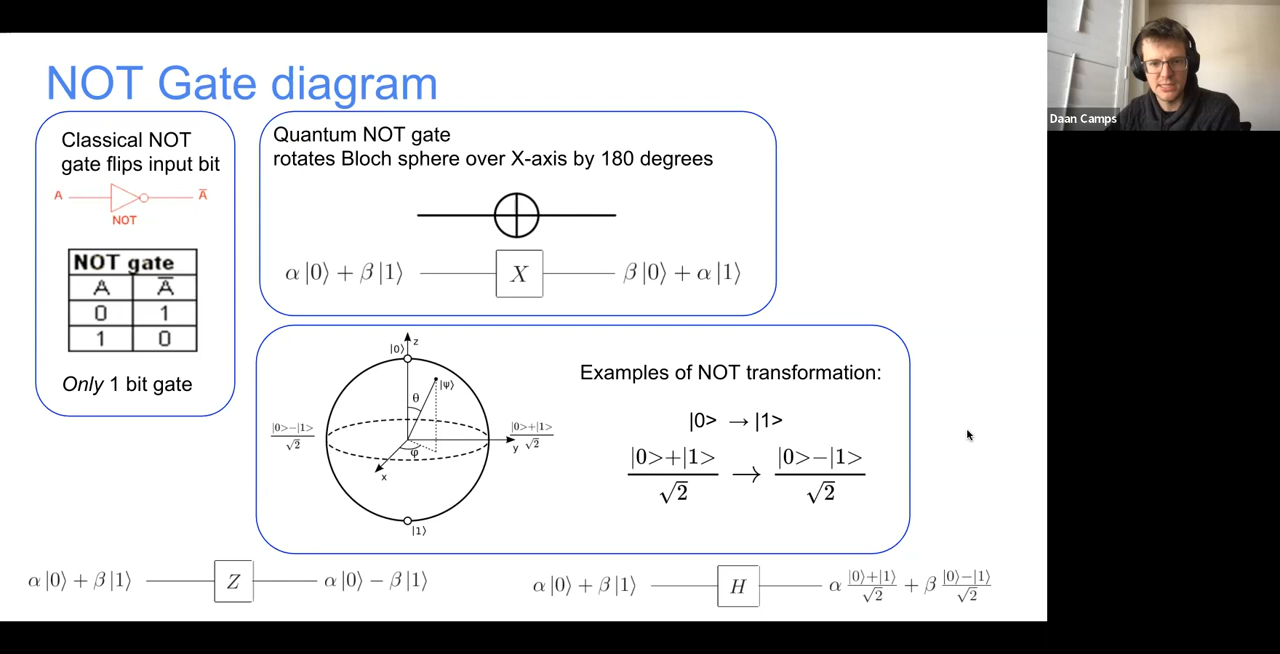 NOT Gate diagram
Classical NOT
gate flips input bit
A
A̅
NOT
NOT gate
A A̅
0 1
1 0
Only 1 bit gate
Quantum NOT gate
rotates Bloch sphere over X-axis by 180 degrees
α|0⟩ + β|1⟩ X β|0⟩ + α|1⟩
|0⟩ z
|ψ⟩
θ
|0>−|1>/√2
|0>+|1>/√2
y
φ
x
|1⟩
Examples of NOT transformation:
|0> → |1>
|0>+|1>/√2 → |0>−|1>/√2
α|0⟩ + β|1⟩ Z α|0⟩ − β|1⟩
α|0⟩ + β|1⟩ H α |0⟩+|1⟩/√2 + β |0⟩−|1⟩/√2
Daan Camps